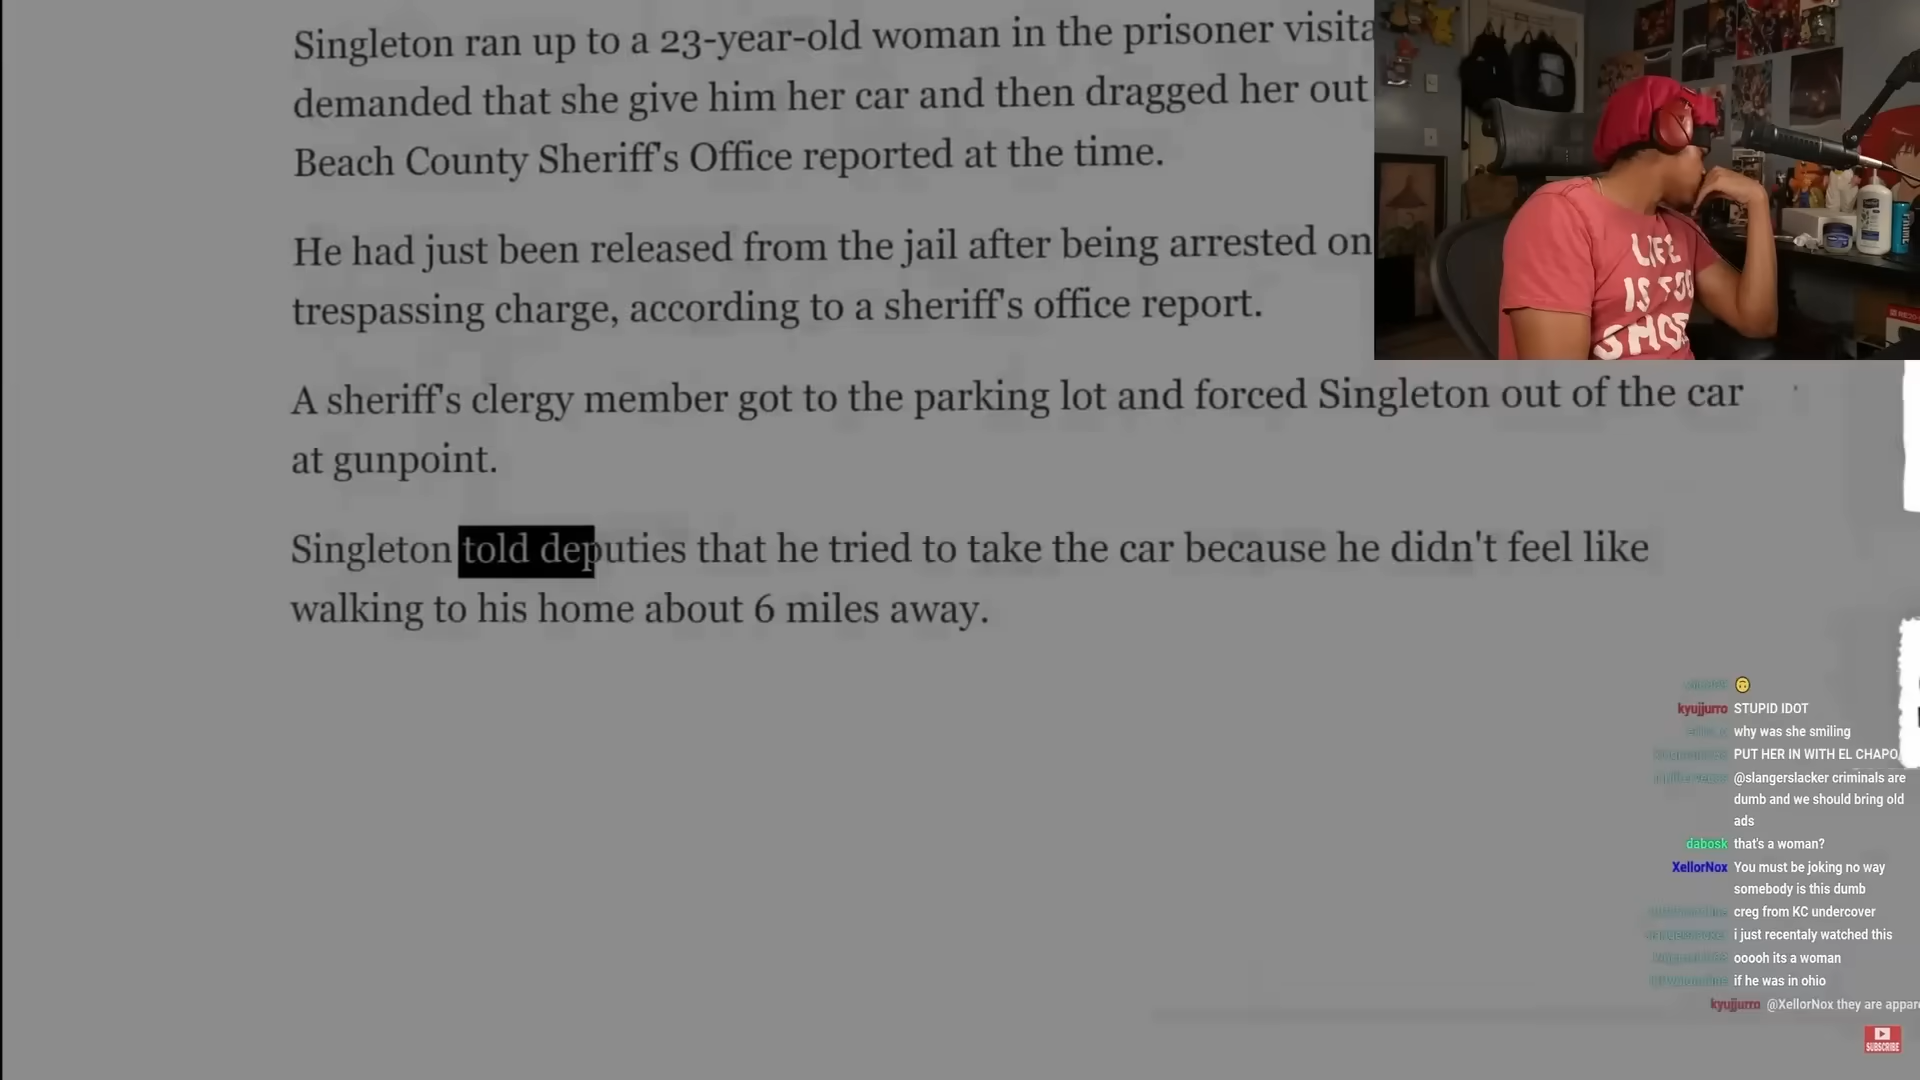 Singleton ran up to a 23-year-old woman in the prisoner visita
demanded that she give him her car and then dragged her out
Beach County Sheriff's Office reported at the time.
He had just been released from the jail after being arrested on
trespassing charge, according to a sheriff's office report.
A sheriff's clergy member got to the parking lot and forced Singleton out of the car
at gunpoint.
Singleton told deputies that he tried to take the car because he didn't feel like
walking to his home about 6 miles away.
LIFE
IS TOO
SHOR
kyujjurro STUPID IDOT
why was she smiling
PUT HER IN WITH EL CHAPO
@slangerslacker criminals are
dumb and we should bring old
ads
dabosk that's a woman?
XellorNox You must be joking no way
somebody is this dumb
creg from KC undercover
i just recentaly watched this
ooooh its a woman
if he was in ohio
kyujjurro @XellorNox they are appar
SUBSCRIBE